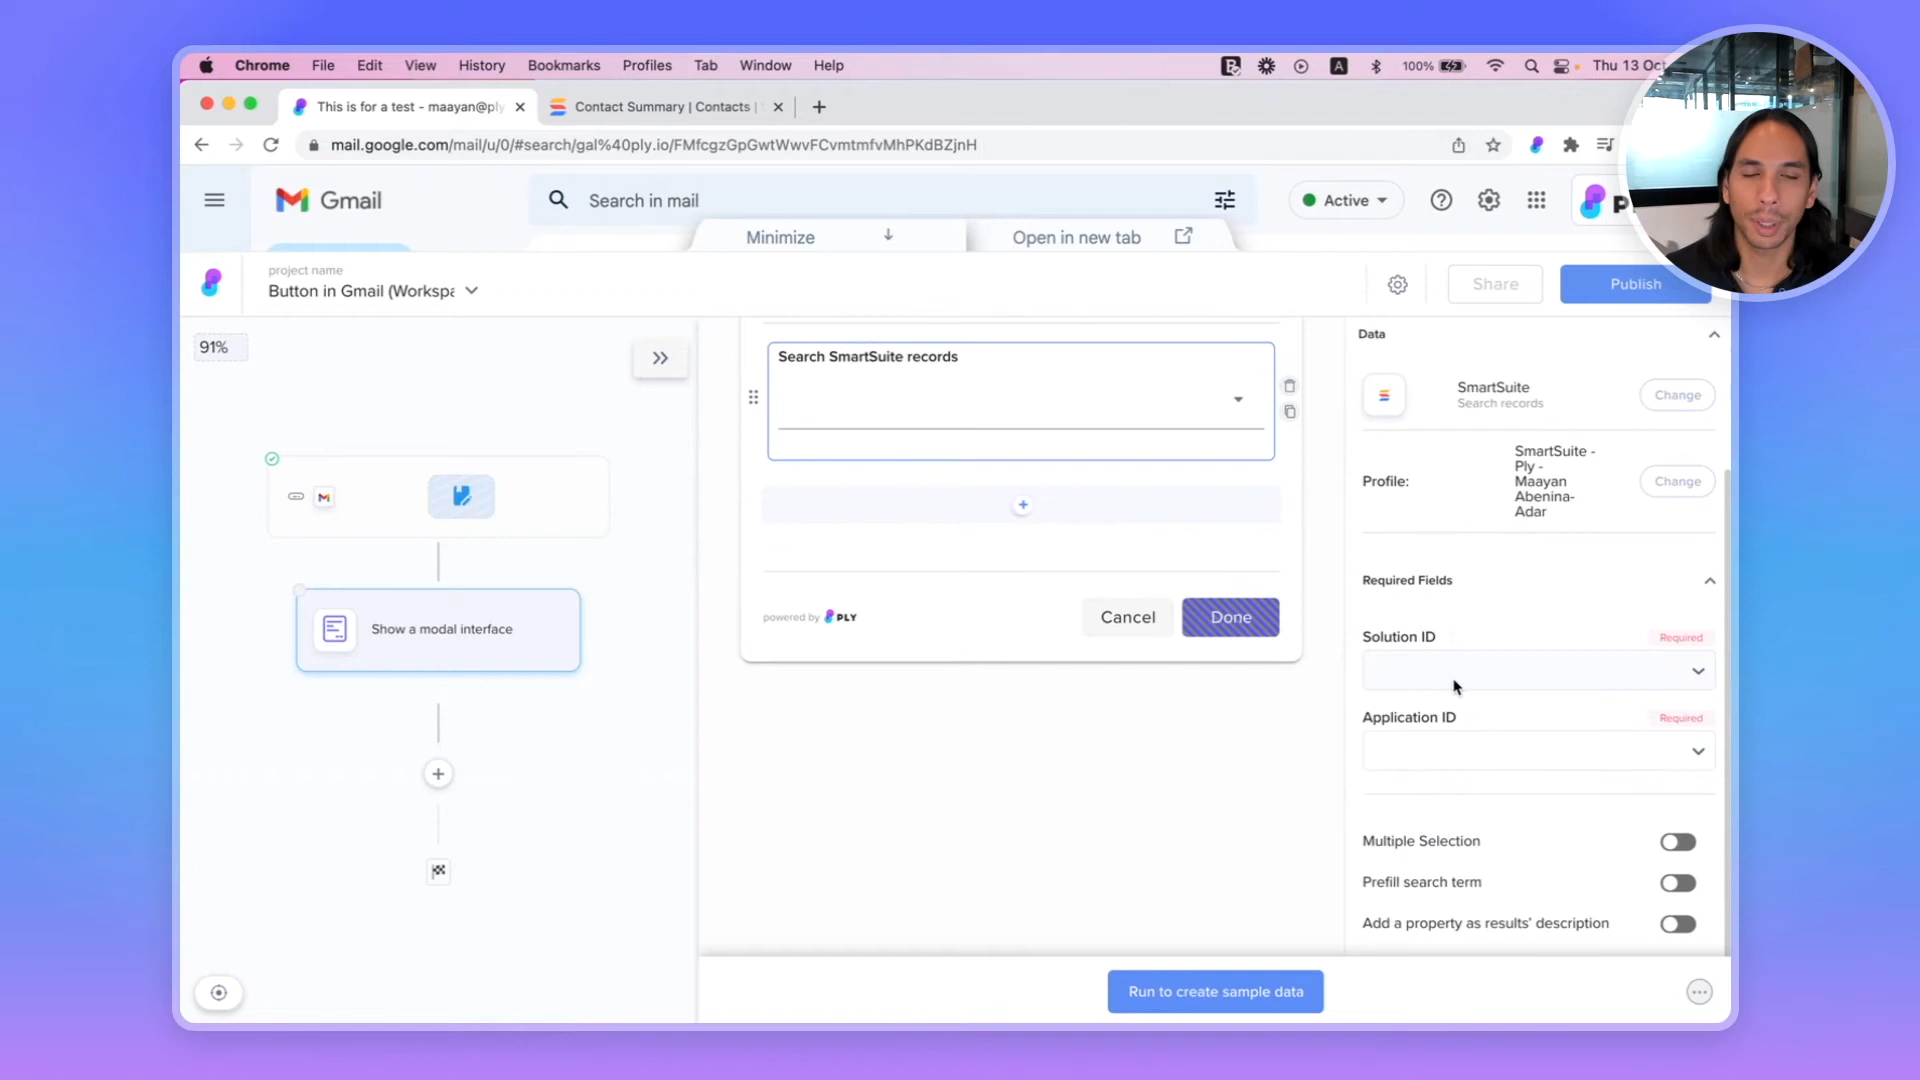 Chrome File Edit View History Bookmarks Profiles Tab Window Help
A 100% Thu 13 Oct
This is for a test - maayan@ply
Contact Summary | Contacts |
mail.google.com/mail/u/0/#search/gal%40ply.io/FMfcgzGpGwtWwvFCvmtmfvMhPKdBZjnH
Gmail
Search in mail
Active
Minimize
Open in new tab
project name
Button in Gmail (Workspa
Share
Publish
91%
Search SmartSuite records
Data
SmartSuite
Search records
Change
Profile:
SmartSuite -
Ply -
Maayan
Abenina-
Adar
Change
Show a modal interface
powered by PLY
Cancel
Done
Required Fields
Solution ID
Required
Application ID
Required
Multiple Selection
Prefill search term
Add a property as results' description
Run to create sample data